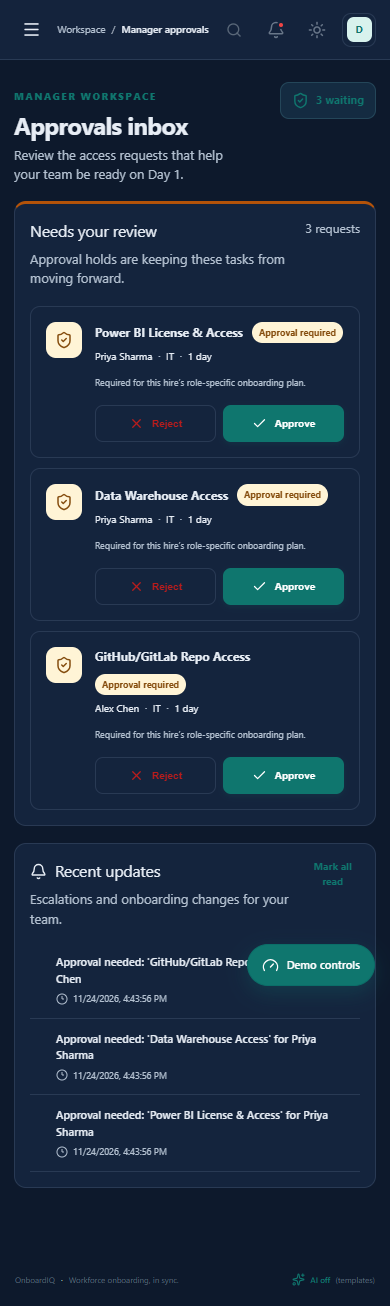 Workspace / Manager approvals
D
MANAGER WORKSPACE
3 waiting
Approvals inbox
Review the access requests that help
your team be ready on Day 1.
Needs your review
3 requests
Approval holds are keeping these tasks from
moving forward.
Power BI License & Access
Approval required
Priya Sharma · IT · 1 day
Required for this hire's role-specific onboarding plan.
Reject
Approve
Data Warehouse Access
Approval required
Priya Sharma · IT · 1 day
Required for this hire's role-specific onboarding plan.
Reject
Approve
GitHub/GitLab Repo Access
Approval required
Alex Chen · IT · 1 day
Required for this hire's role-specific onboarding plan.
Reject
Approve
Recent updates
Mark all
read
Escalations and onboarding changes for your
team.
Approval needed: 'GitHub/GitLab Repo
Chen
Demo controls
11/24/2026, 4:43:56 PM
Approval needed: 'Data Warehouse Access' for Priya
Sharma
11/24/2026, 4:43:56 PM
Approval needed: 'Power BI License & Access' for Priya
Sharma
11/24/2026, 4:43:56 PM
OnboardIQ · Workforce onboarding, in sync.
AI off (templates)